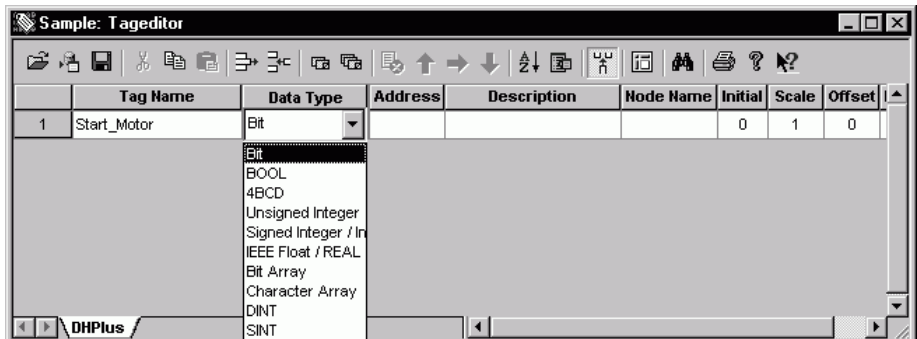 Sample: Tageditor
Tag Name Data Type Address Description Node Name Initial Scale Offset
1 Start_Motor Bit 0 1 0
Bit
BOOL
4BCD
Unsigned Integer
Signed Integer / In
IEEE Float / REAL
Bit Array
Character Array
DINT
SINT
DHPlus